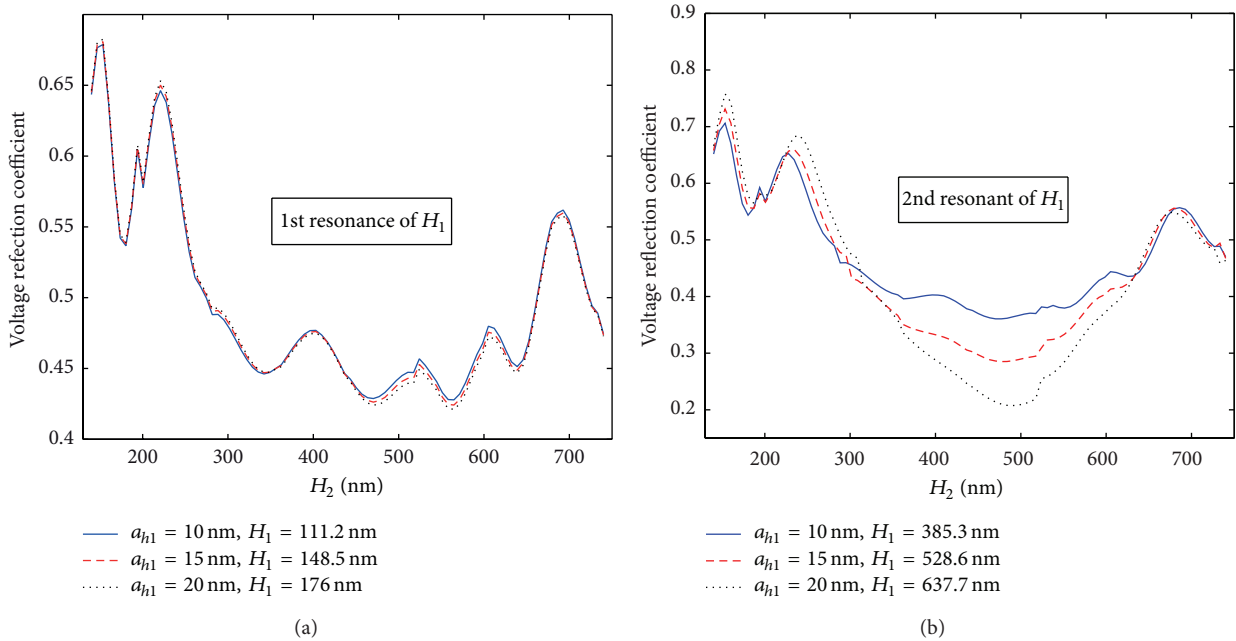 0.65
0.6
0.55
0.5
0.45
0.4
Voltage refection coefficient
1st resonance of H₁
200 300 400 500 600 700
H₂ (nm)
a_h1 = 10 nm, H₁ = 111.2 nm
a_h1 = 15 nm, H₁ = 148.5 nm
a_h1 = 20 nm, H₁ = 176 nm
(a)
0.9
0.8
0.7
0.6
0.5
0.4
0.3
0.2
Voltage reflection coefficient
2nd resonant of H₁
200 300 400 500 600 700
H₂ (nm)
a_h1 = 10 nm, H₁ = 385.3 nm
a_h1 = 15 nm, H₁ = 528.6 nm
a_h1 = 20 nm, H₁ = 637.7 nm
(b)